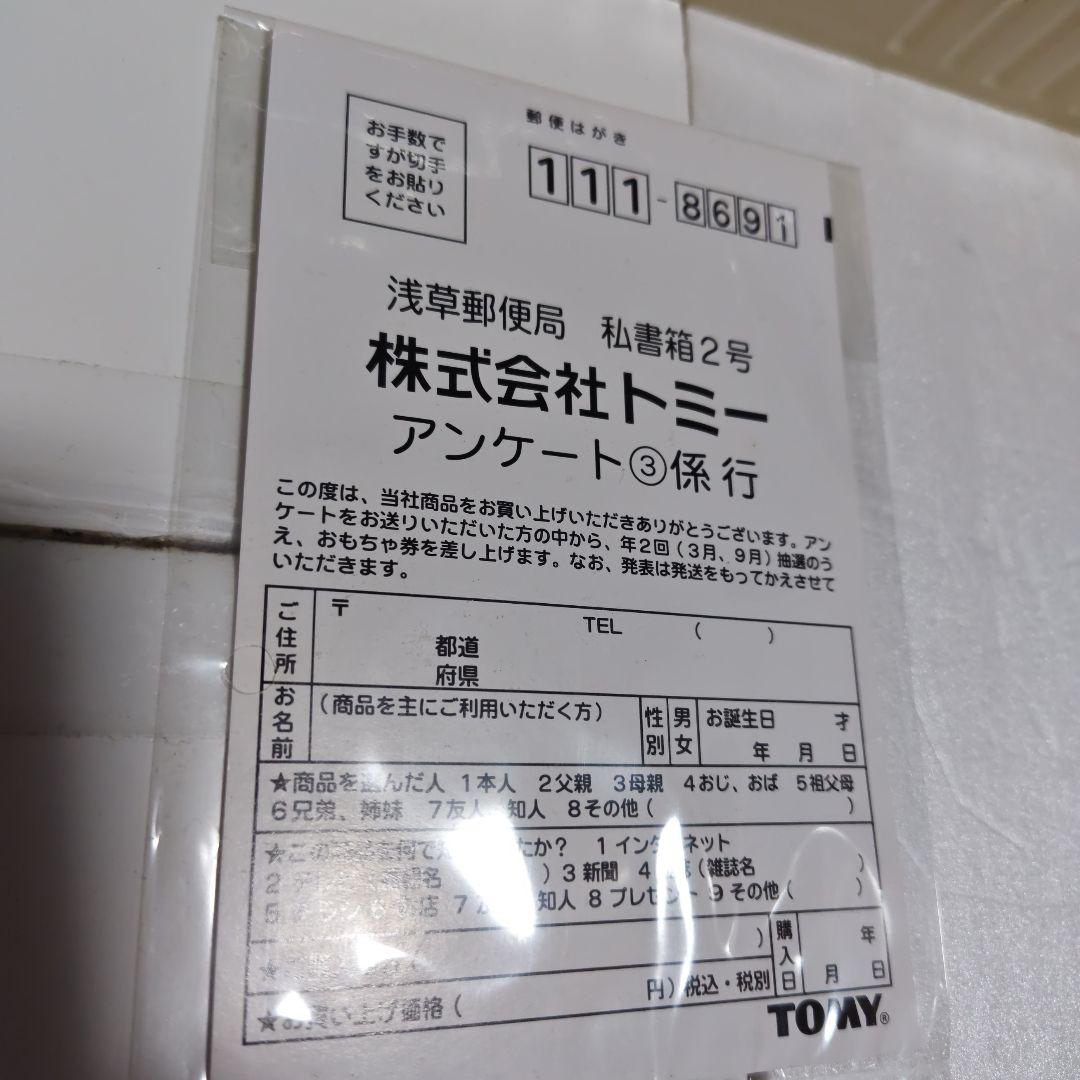 お手数で
すが切手
をお貼り
ください
郵便はがき
111-8691
浅草郵便局 私書箱2号
株式会社トミー
アンケート③係行
この度は、当社商品をお買い上げいただきありがとうございます。アン
ケートをお送りいただいた方の中から、年2回(3月、9月)抽選のう
え、おもちゃ券を差し上げます。なお、発表は発送をもってかえさせて
いただきます。
ご住所
〒
TEL ( )
都道
府県
お名前
(商品を主にご利用いただく方)
性別
男
女
お誕生日 才
年 月 日
★商品を選んだ人 1本人 2父親 3母親 4おじ、おば 5祖父母
6兄弟、姉妹 7友人 知人 8その他( )
たか? 1イン ネット
) 3新聞 4 (雑誌名 )
店 7 知人 8プレゼント 9その他( )
★
)
購入日
年
月 日
★お買い上げ価格( 円)税込・税別
TOMY®